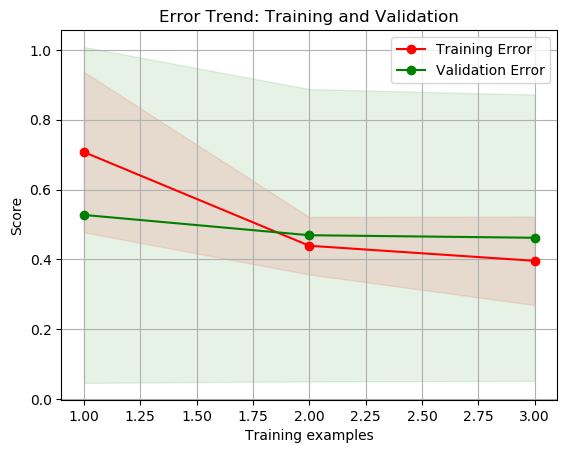 Error Trend: Training and Validation
Training Error
Validation Error
Score
1.0
0.8
0.6
0.4
0.2
0.0
1.00 1.25 1.50 1.75 2.00 2.25 2.50 2.75 3.00
Training examples